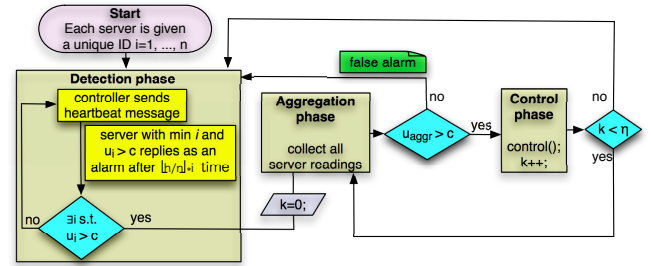 Start
Each server is given
a unique ID i=1, ..., n
Detection phase
controller sends
heartbeat message
server with min i and
uᵢ > c replies as an
alarm after ⌊h/η⌋*i time
∃i s.t.
uᵢ > c
no
yes
k=0;
Aggregation
phase
collect all
server readings
false alarm
no
u_aggr > c
yes
Control
phase
control();
k++;
no
k < η
yes